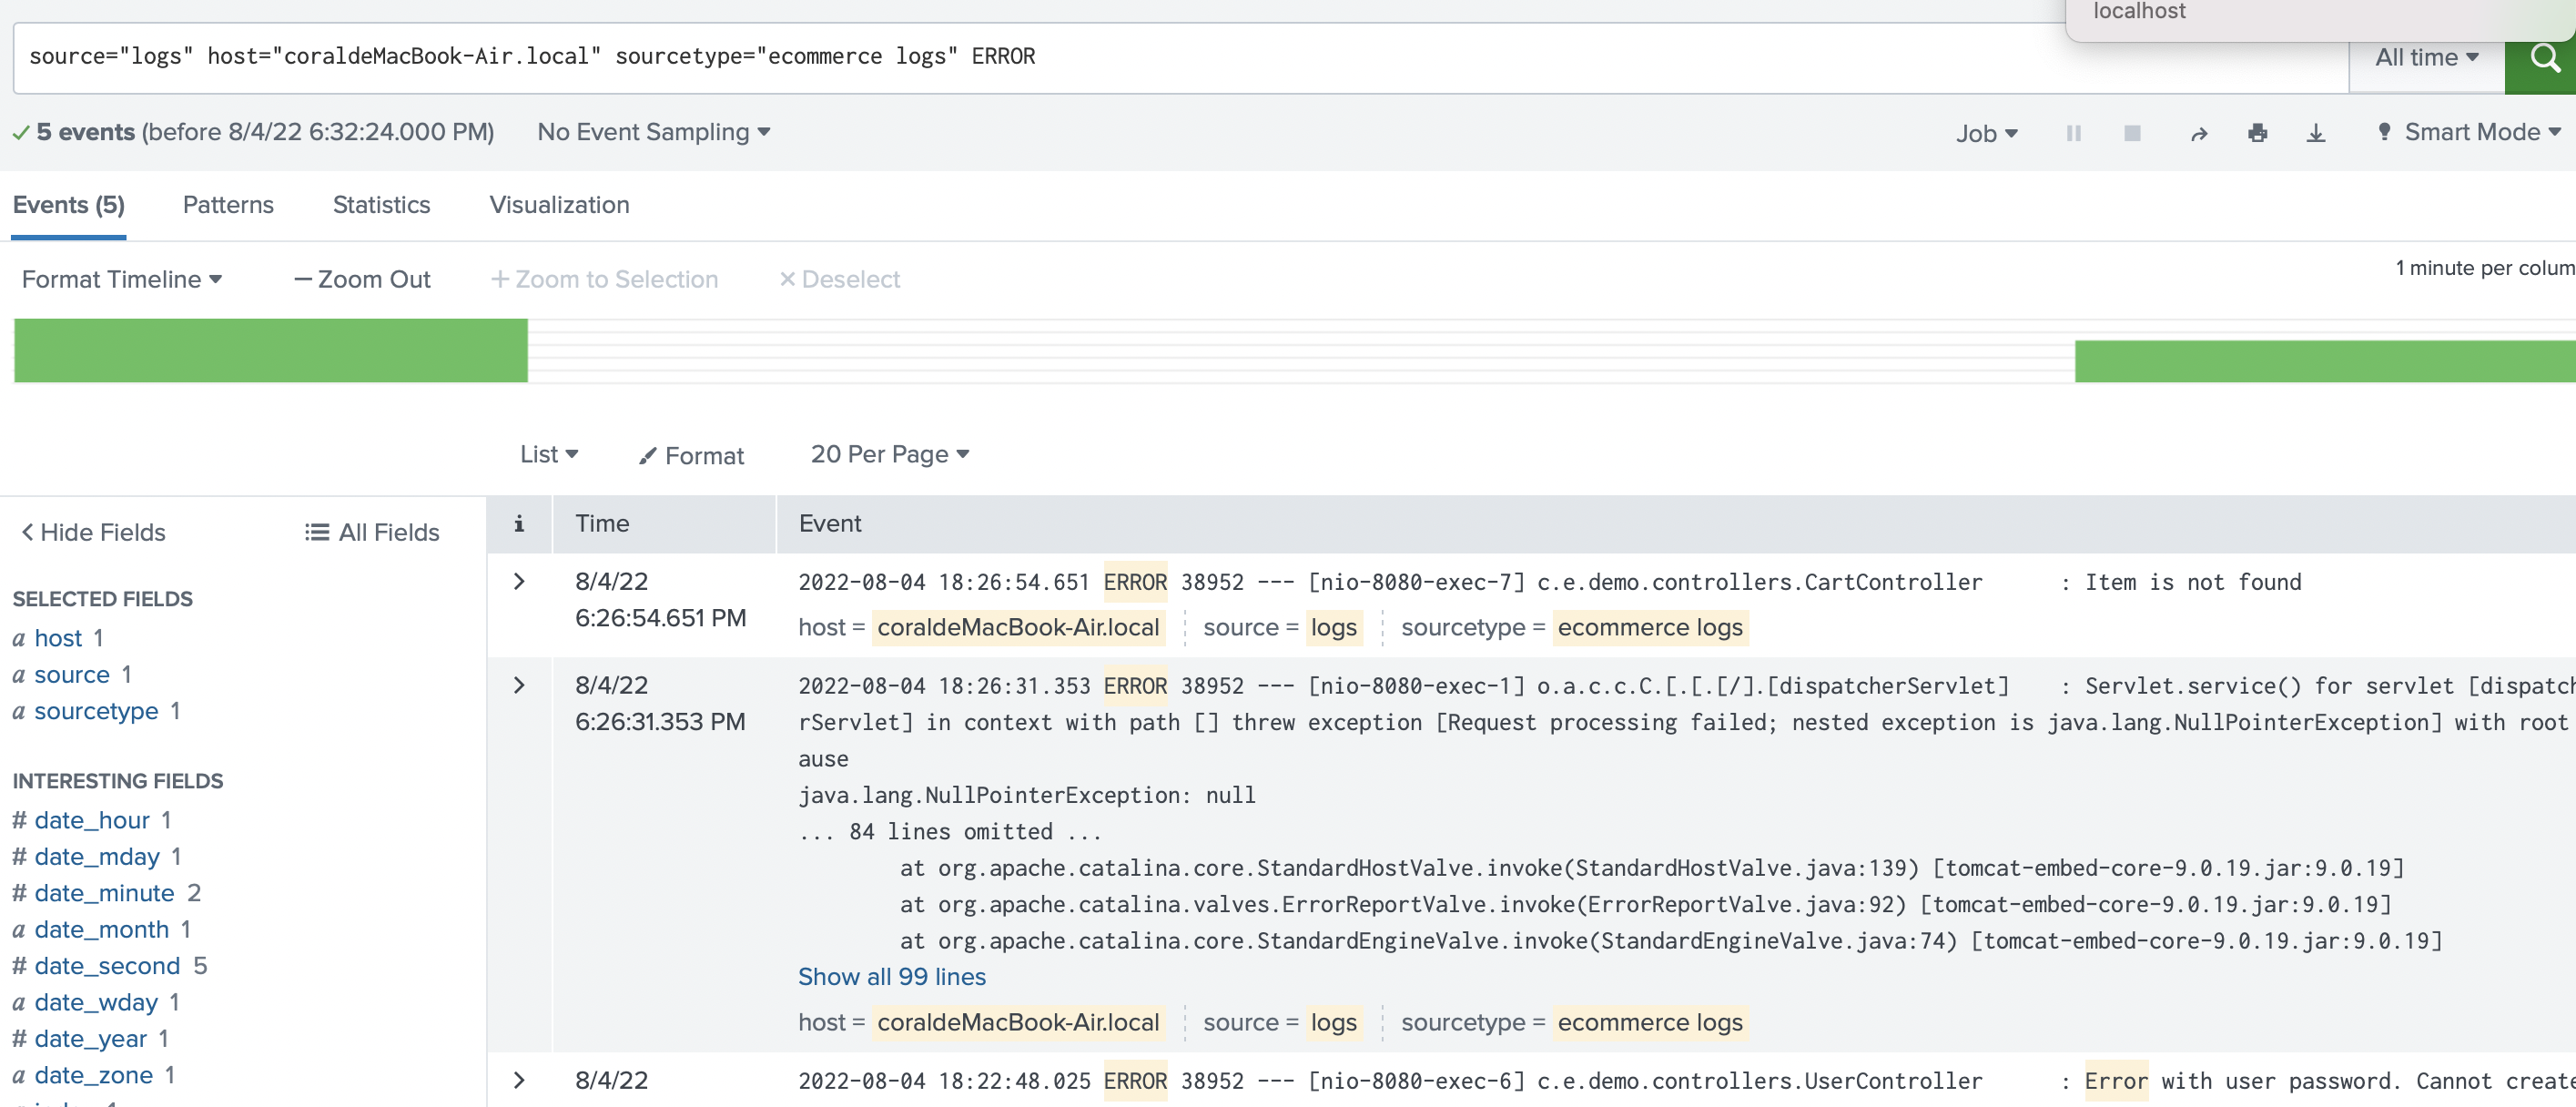 localhost
source="logs" host="coraldeMacBook-Air.local" sourcetype="ecommerce logs" ERROR
All time
5 events (before 8/4/22 6:32:24.000 PM) No Event Sampling
Job Smart Mode
Events (5) Patterns Statistics Visualization
Format Timeline — Zoom Out + Zoom to Selection × Deselect
1 minute per colum
List Format 20 Per Page
< Hide Fields All Fields
i Time Event
SELECTED FIELDS
a host 1
a source 1
a sourcetype 1
INTERESTING FIELDS
# date_hour 1
# date_mday 1
# date_minute 2
a date_month 1
# date_second 5
a date_wday 1
# date_year 1
a date_zone 1
> 8/4/22
6:26:54.651 PM
2022-08-04 18:26:54.651 ERROR 38952 --- [nio-8080-exec-7] c.e.demo.controllers.CartController : Item is not found
host = coraldeMacBook-Air.local source = logs sourcetype = ecommerce logs
> 8/4/22
6:26:31.353 PM
2022-08-04 18:26:31.353 ERROR 38952 --- [nio-8080-exec-1] o.a.c.c.C.[.[.[/].[dispatcherServlet] : Servlet.service() for servlet [dispatch
rServlet] in context with path [] threw exception [Request processing failed; nested exception is java.lang.NullPointerException] with root
ause
java.lang.NullPointerException: null
... 84 lines omitted ...
at org.apache.catalina.core.StandardHostValve.invoke(StandardHostValve.java:139) [tomcat-embed-core-9.0.19.jar:9.0.19]
at org.apache.catalina.valves.ErrorReportValve.invoke(ErrorReportValve.java:92) [tomcat-embed-core-9.0.19.jar:9.0.19]
at org.apache.catalina.core.StandardEngineValve.invoke(StandardEngineValve.java:74) [tomcat-embed-core-9.0.19.jar:9.0.19]
Show all 99 lines
host = coraldeMacBook-Air.local source = logs sourcetype = ecommerce logs
> 8/4/22
2022-08-04 18:22:48.025 ERROR 38952 --- [nio-8080-exec-6] c.e.demo.controllers.UserController : Error with user password. Cannot create